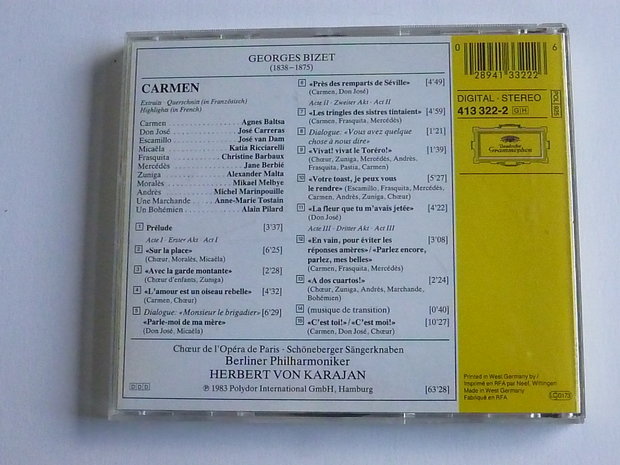 GEORGES BIZET
(1838–1875)
CARMEN
Extraits · Querschnitt (in Französisch)
Highlights (in French)
Carmen Agnes Baltsa
Don José José Carreras
Escamillo José van Dam
Micaëla Katia Ricciarelli
Frasquita Christine Barbaux
Mercédès Jane Berbié
Zuniga Alexander Malta
Moralès Mikael Melbye
Andrès Michel Marinpouille
Une Marchande Anne-Marie Tostain
Un Bohémien Alain Pilard
1 Prélude [3'37]
Acte I · Erster Akt · Act I
2 «Sur la place» [6'25]
(Chœur, Moralès, Micaëla)
3 «Avec la garde montante» [2'28]
(Chœur d'enfants, Zuniga)
4 «L'amour est un oiseau rebelle» [4'32]
(Carmen, Chœur)
5 Dialogue: «Monsieur le brigadier» [6'29]
«Parle-moi de ma mère»
(Don José, Micaëla)
6 «Près des remparts de Séville» [4'49]
(Carmen, Don José)
Acte II · Zweiter Akt · Act II
7 «Les tringles des sistres tintaient» [4'59]
(Carmen, Frasquita, Mercédès)
8 Dialogue: «Vous avez quelque [1'21]
chose à nous dire»
9 «Vivat! vivat le Toréro!» [1'39]
(Chœur, Zuniga, Mercédès, Andrès,
Frasquita, Pastia, Carmen)
10 «Votre toast, je peux vous [5'27]
le rendre» (Escamillo, Frasquita, Mercédès,
Carmen, Andrès, Zuniga, Chœur)
11 «La fleur que tu m'avais jetée» [4'22]
(Don José)
Acte III · Dritter Akt · Act III
12 «En vain, pour éviter les [3'08]
réponses amères»/«Parlez encore,
parlez, mes belles»
(Carmen, Frasquita, Mercédès)
13 «A dos cuartos!» [2'24]
(Chœur, Zuniga, Andrès, Marchande,
Bohémien)
14 (musique de transition) [0'40]
15 «C'est toi!»/«C'est moi!» [10'27]
(Carmen, Don José, Chœur)
Chœur de l'Opéra de Paris · Schöneberger Sängerknaben
Berliner Philharmoniker
HERBERT VON KARAJAN
DDD
℗ 1983 Polydor International GmbH, Hamburg [63'28]
0 28941 33222 6
DIGITAL · STEREO
413 322-2 GH
Deutsche
Grammophon
Printed in West Germany by /
Imprimé en RFA par Neef, Wittingen
Made in West Germany
Fabriqué en RFA
LC 0173